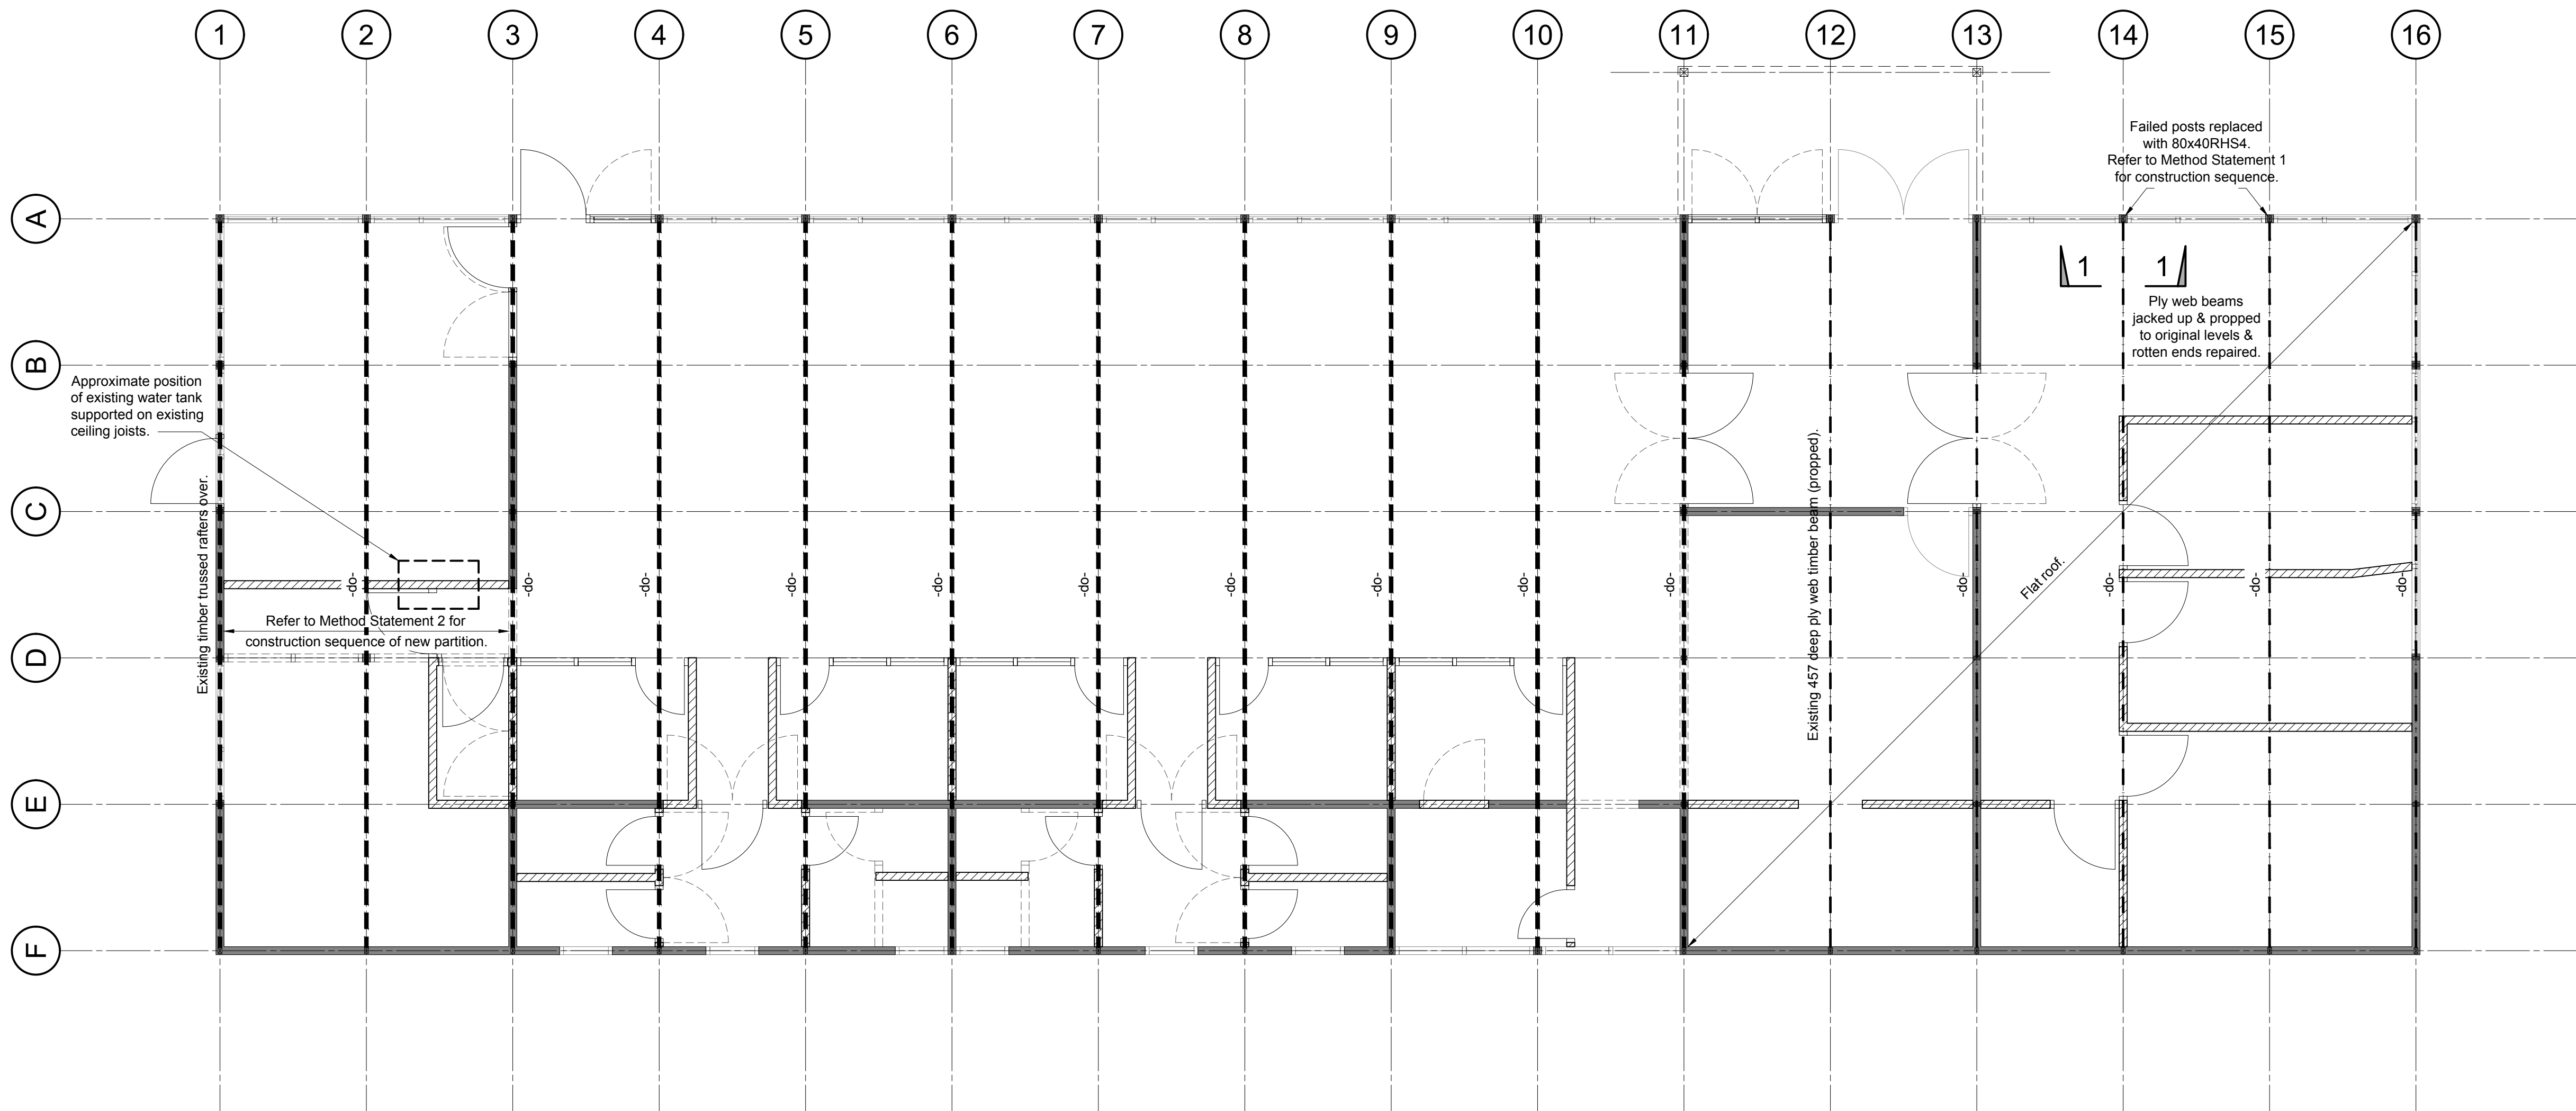 1 2 3 4 5 6 7 8 9 10 11 12 13 14 15 16
Failed posts replaced
with 80x40RHS4.
Refer to Method Statement 1
for construction sequence.
A
1 1
Ply web beams
jacked up & propped
to original levels &
rotten ends repaired.
B
Approximate position
of existing water tank
supported on existing
ceiling joists.
C
Existing timber trussed rafters over.
Existing 457 deep ply web timber beam (propped).
Flat roof.
-do- -do- -do- -do- -do- -do- -do- -do- -do- -do- -do- -do- -do- -do-
Refer to Method Statement 2 for
construction sequence of new partition.
D
E
F